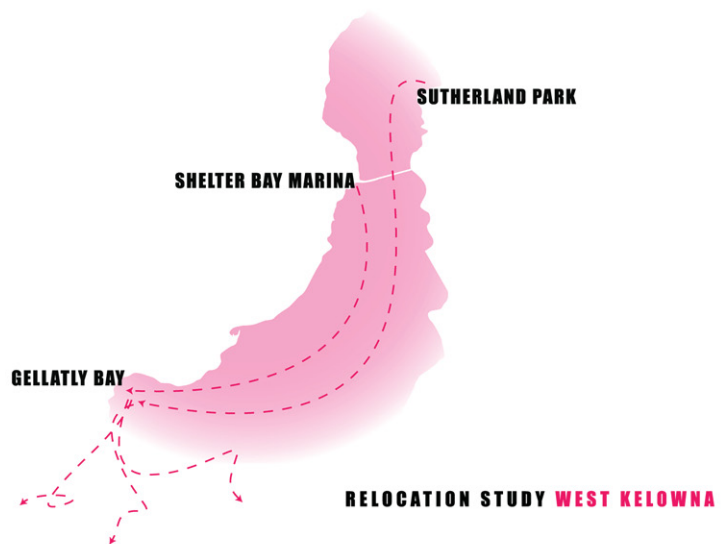 SUTHERLAND PARK
SHELTER BAY MARINA
GELLATLY BAY
RELOCATION STUDY WEST KELOWNA